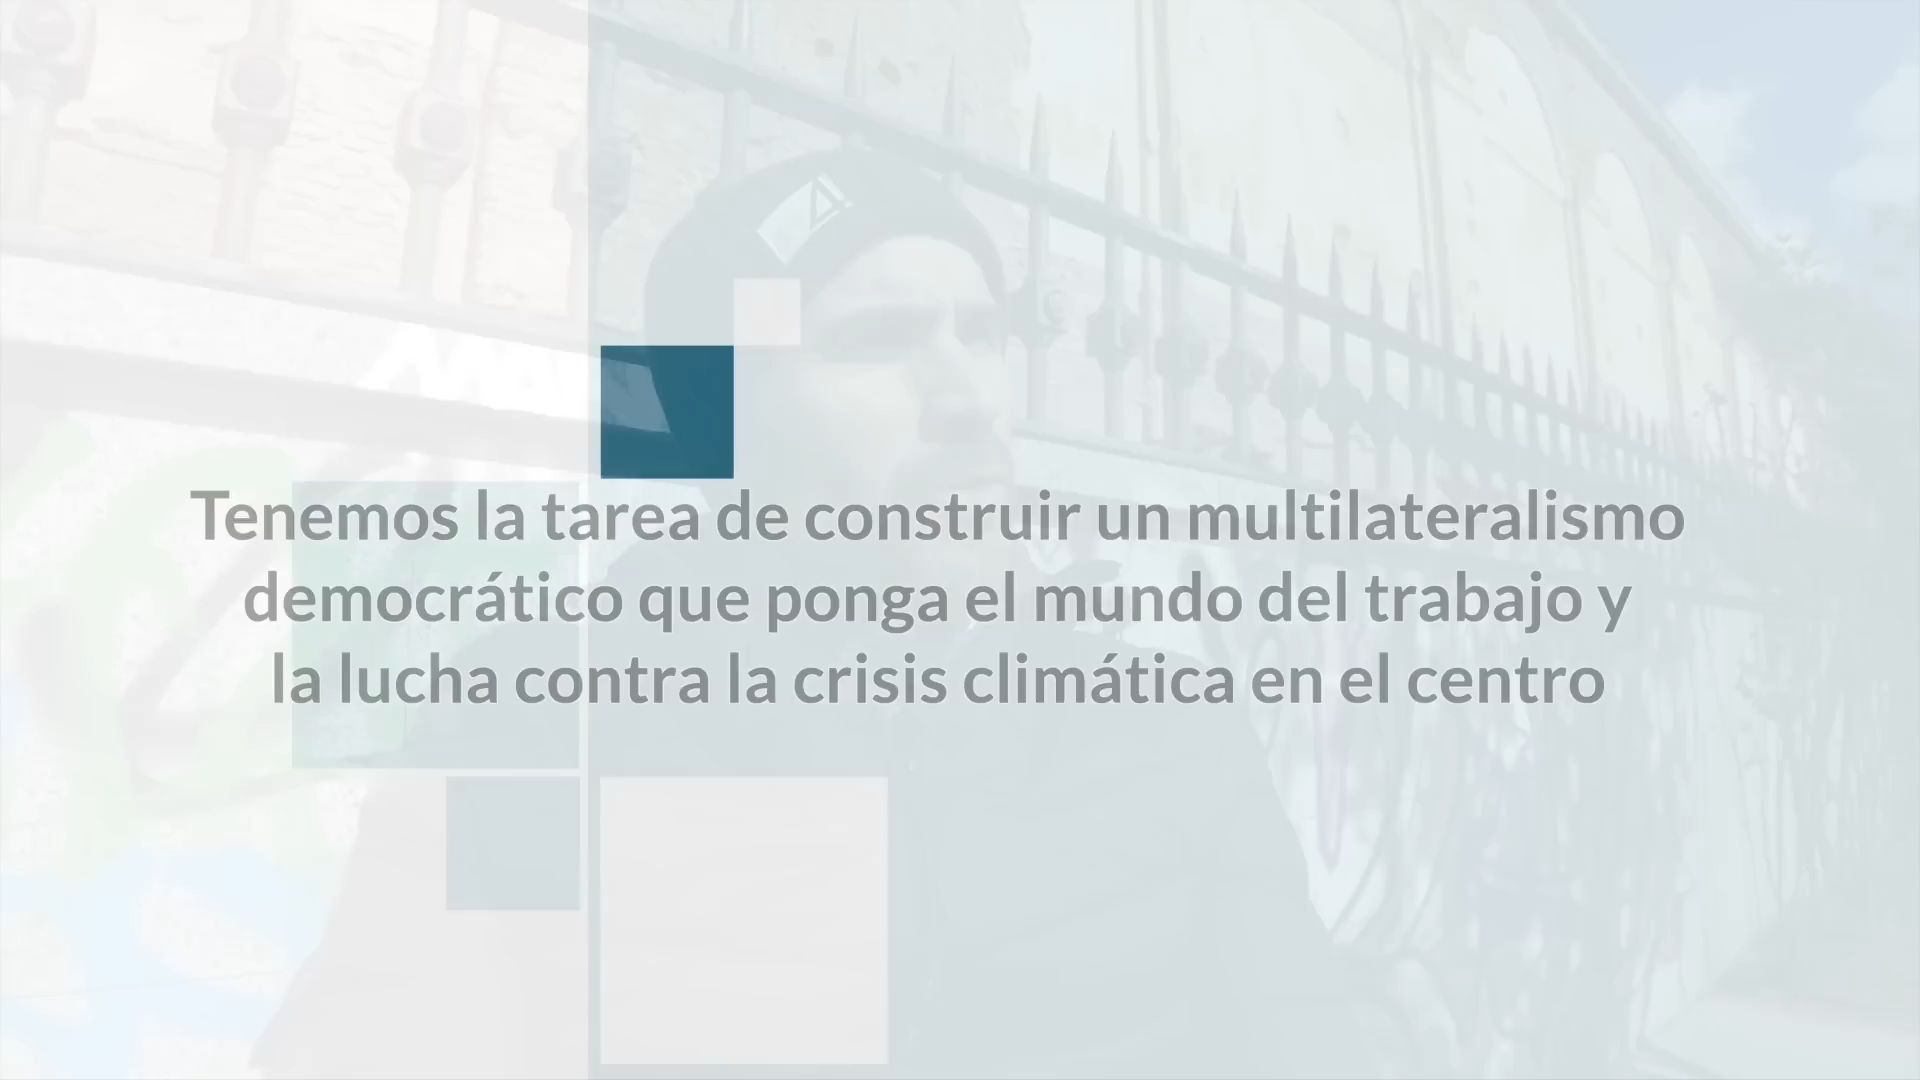 Tenemos la tarea de construir un multilateralismo
democrático que ponga el mundo del trabajo y
la lucha contra la crisis climática en el centro